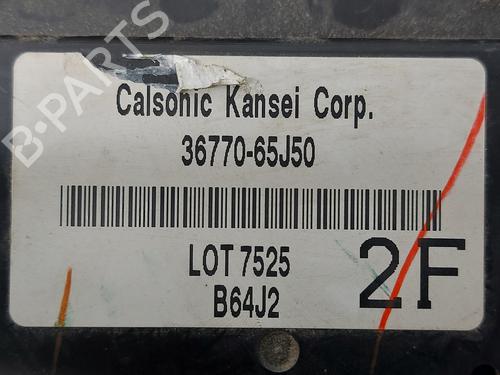 B-PARTS
Calsonic Kansei Corp.
36770-65J50
LOT 7525
B64J2
2F